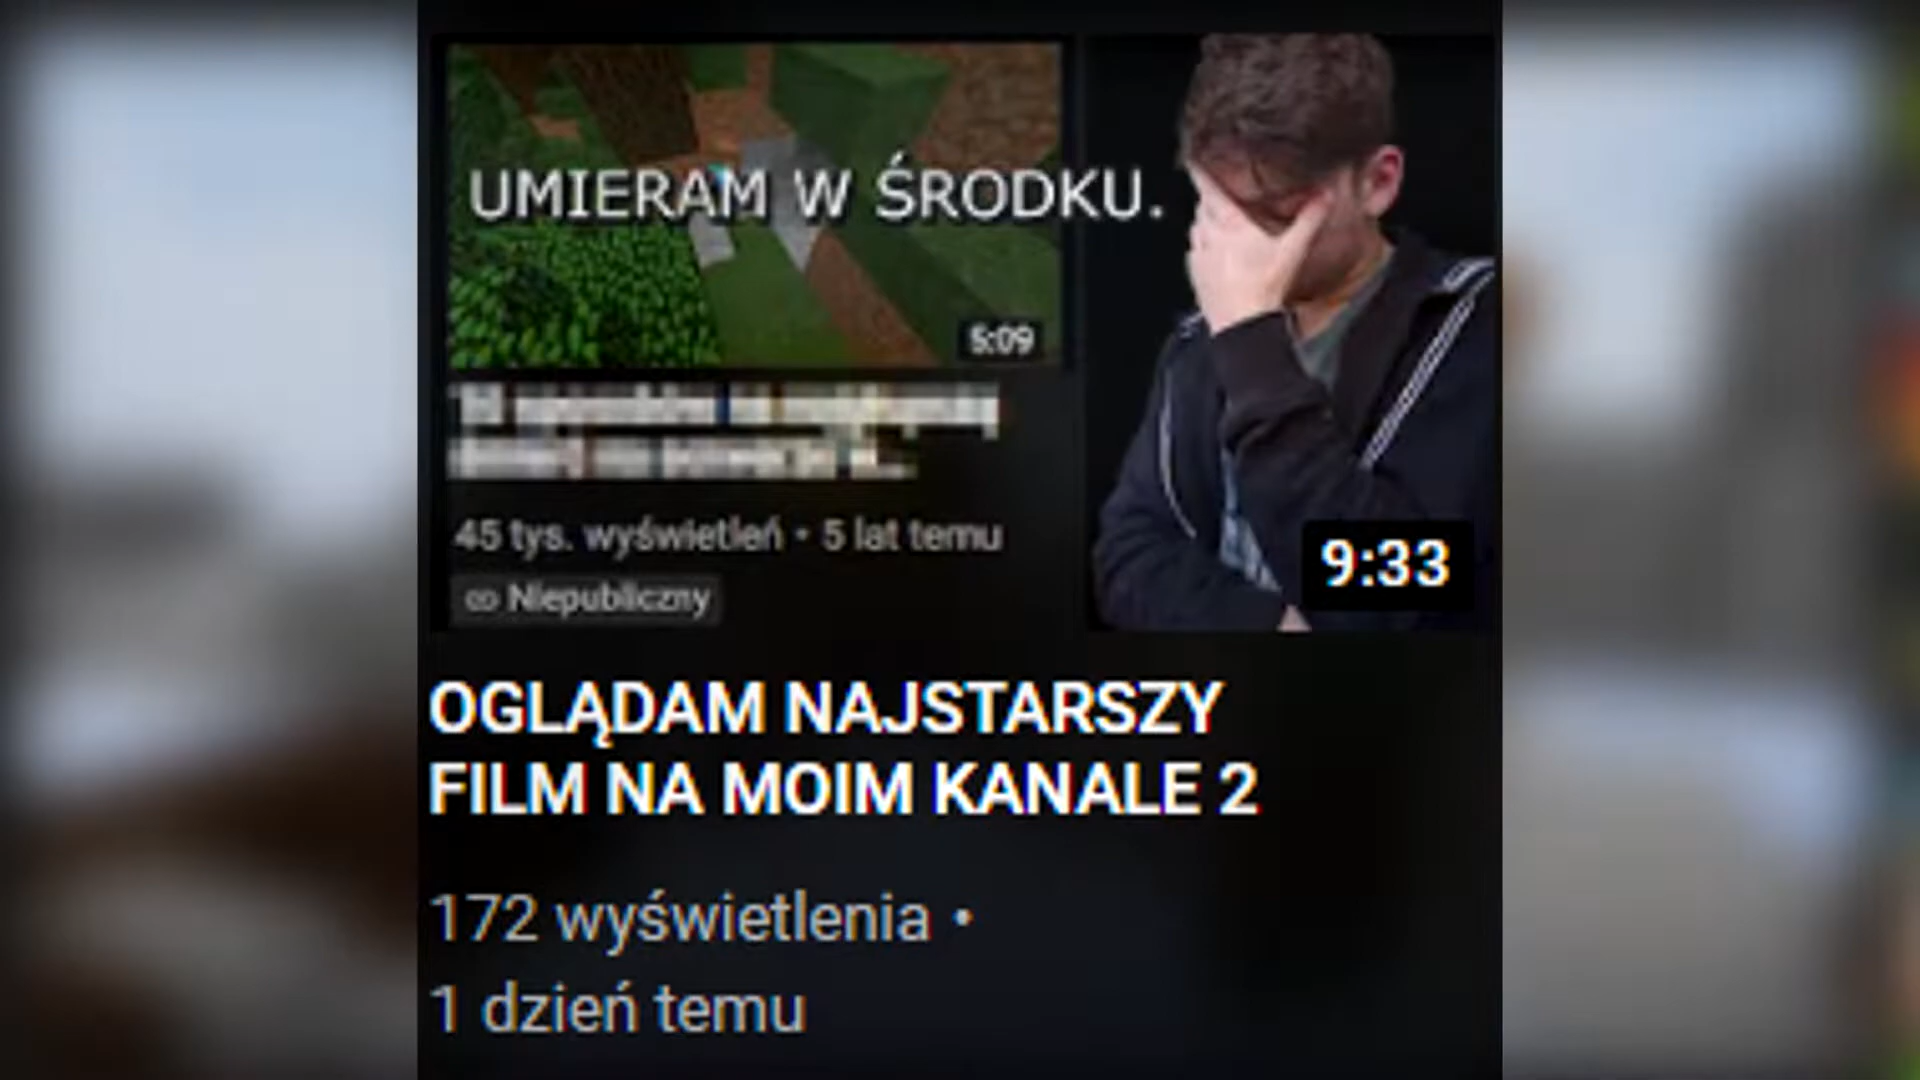 UMIERAM W ŚRODKU.
5:09
45 tys. wyświetleń • 5 lat temu
Niepubliczny
9:33
OGLĄDAM NAJSTARSZY
FILM NA MOIM KANALE 2
172 wyświetlenia •
1 dzień temu